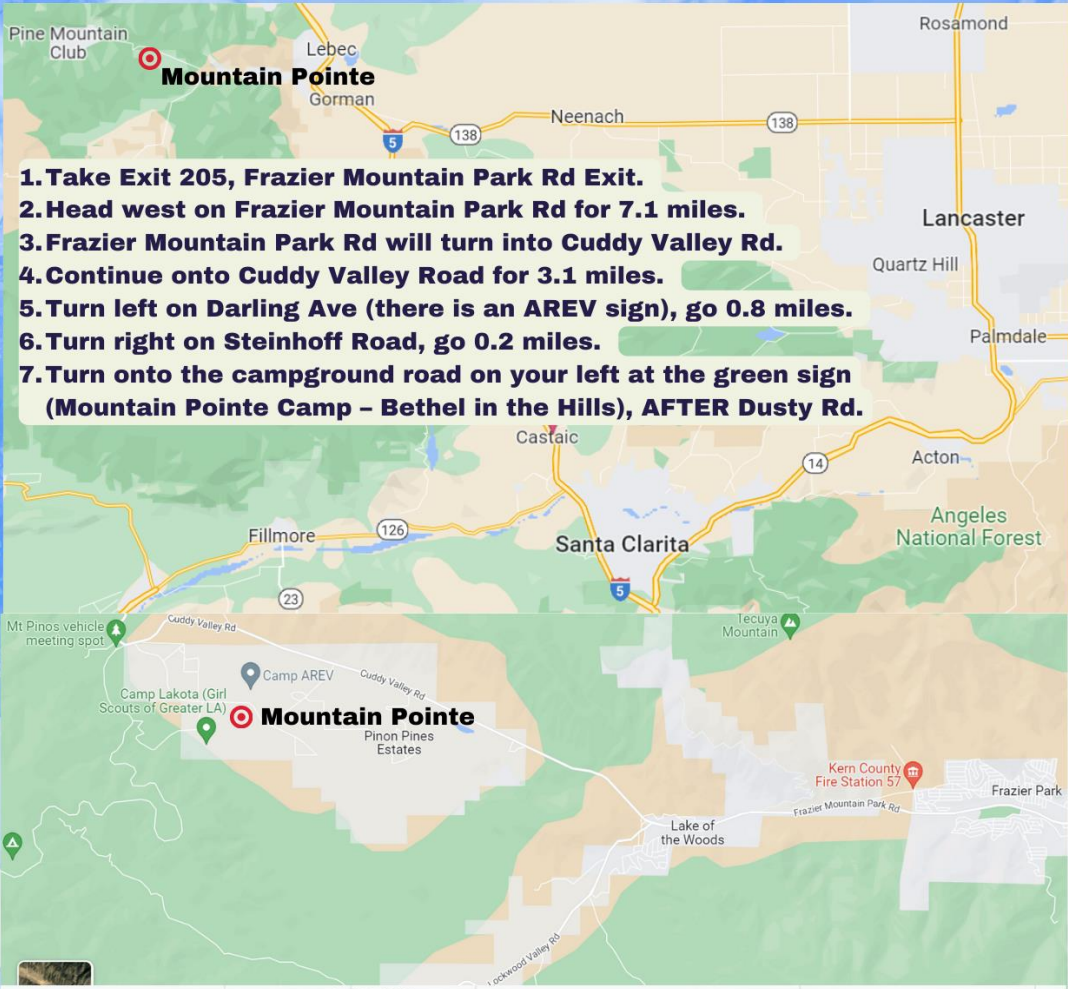 Pine Mountain
Club
Mountain Pointe
Lebec
Gorman
Rosamond
Neenach
138
138
5
1. Take Exit 205, Frazier Mountain Park Rd Exit.
2. Head west on Frazier Mountain Park Rd for 7.1 miles.
3. Frazier Mountain Park Rd will turn into Cuddy Valley Rd.
4. Continue onto Cuddy Valley Road for 3.1 miles.
5. Turn left on Darling Ave (there is an AREV sign), go 0.8 miles.
6. Turn right on Steinhoff Road, go 0.2 miles.
7. Turn onto the campground road on your left at the green sign
(Mountain Pointe Camp – Bethel in the Hills), AFTER Dusty Rd.
Lancaster
Quartz Hill
Palmdale
Castaic
14
Acton
Fillmore
126
Santa Clarita
Angeles
National Forest
23
5
Mt Pinos vehicle
meeting spot
Cuddy Valley Rd
Tecuya
Mountain
Camp AREV
Cuddy Valley Rd
Camp Lakota (Girl
Scouts of Greater LA)
Mountain Pointe
Pinon Pines
Estates
Kern County
Fire Station 57
Frazier Park
Frazier Mountain Park Rd
Lake of
the Woods
Lockwood Valley Rd